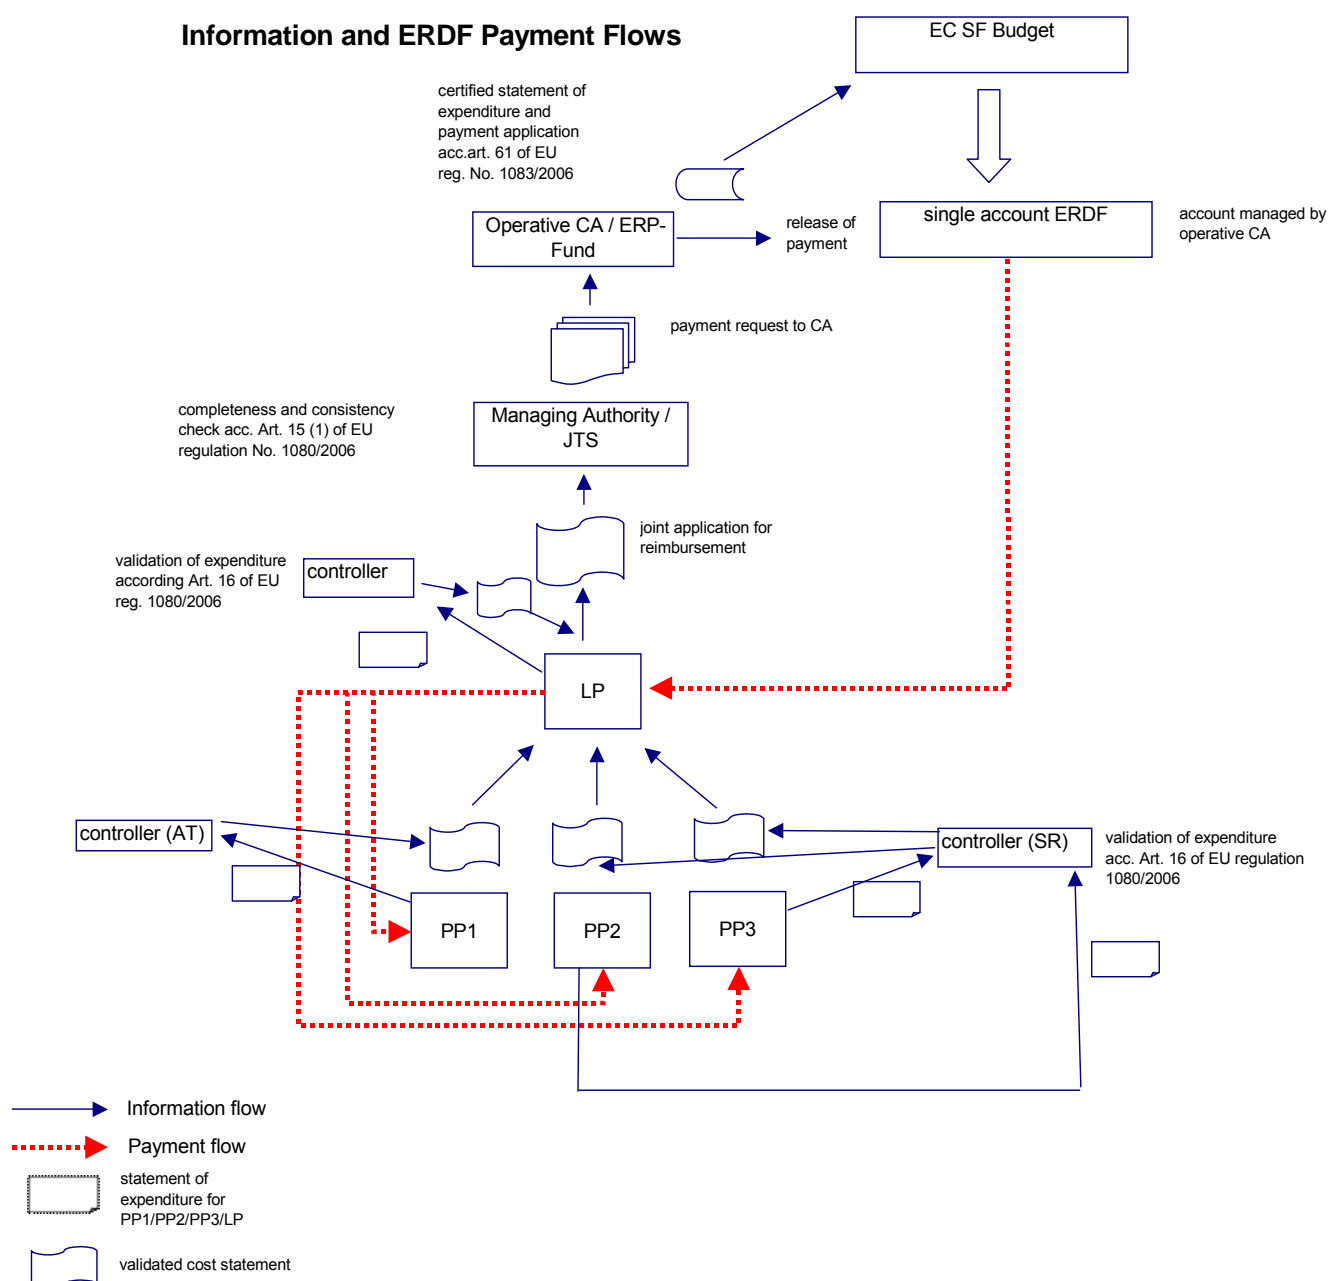 Information and ERDF Payment Flows
EC SF Budget
certified statement of
expenditure and
payment application
acc.art. 61 of EU
reg. No. 1083/2006
Operative CA / ERP-
Fund
release of
payment
single account ERDF
account managed by
operative CA
payment request to CA
completeness and consistency
check acc. Art. 15 (1) of EU
regulation No. 1080/2006
Managing Authority /
JTS
joint application for
reimbursement
validation of expenditure
according Art. 16 of EU
reg. 1080/2006
controller
LP
controller (AT)
controller (SR)
validation of expenditure
acc. Art. 16 of EU regulation
1080/2006
PP1
PP2
PP3
Information flow
Payment flow
statement of
expenditure for
PP1/PP2/PP3/LP
validated cost statement